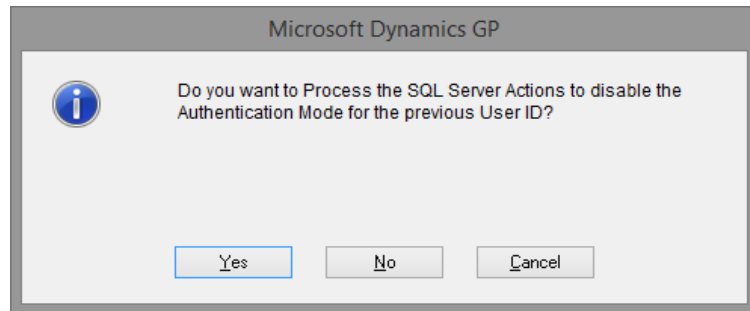 Microsoft Dynamics GP
Do you want to Process the SQL Server Actions to disable the
Authentication Mode for the previous User ID?
Yes
No
Cancel